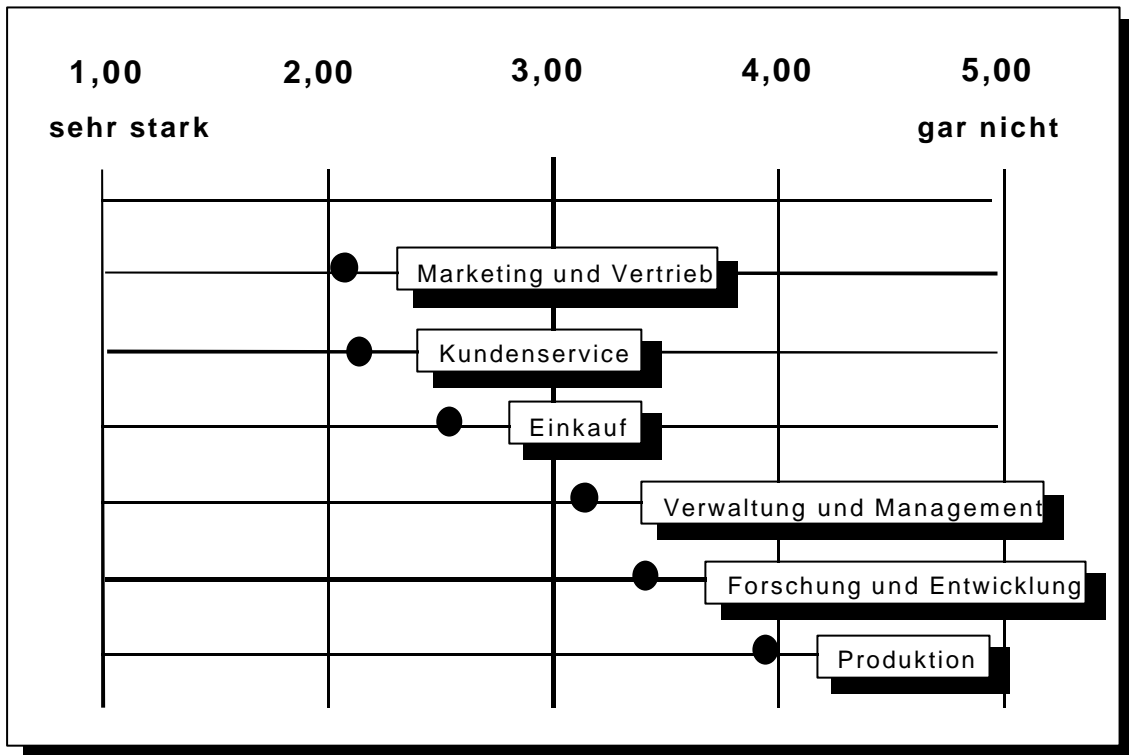 1,00 2,00 3,00 4,00 5,00
sehr stark gar nicht
Marketing und Vertrieb
Kundenservice
Einkauf
Verwaltung und Management
Forschung und Entwicklung
Produktion